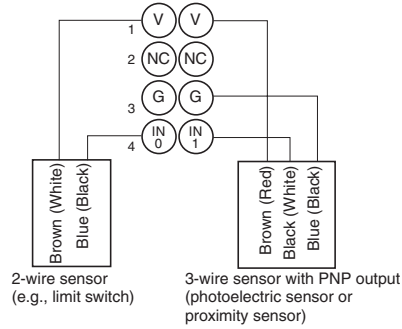 1 V V
2 NC NC
3 G G
4 IN 0 IN 1
Brown (White)
Blue (Black)
Brown (Red)
Black (White)
Blue (Black)
2-wire sensor
(e.g., limit switch)
3-wire sensor with PNP output
(photoelectric sensor or
proximity sensor)